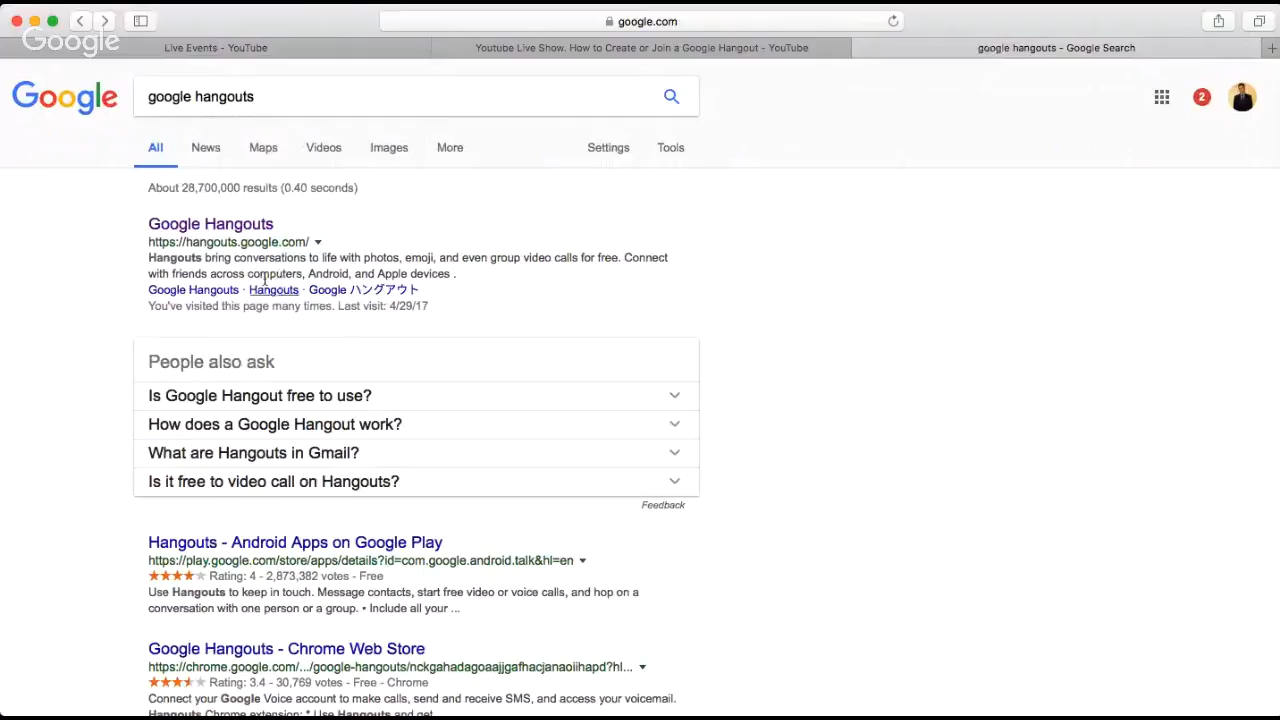 google.com
Google
Live Events - YouTube
Youtube Live Show. How to Create or Join a Google Hangout - YouTube
google hangouts - Google Search
Google
google hangouts
2
All
News
Maps
Videos
Images
More
Settings
Tools
About 28,700,000 results (0.40 seconds)
Google Hangouts
https://hangouts.google.com/
Hangouts bring conversations to life with photos, emoji, and even group video calls for free. Connect
with friends across computers, Android, and Apple devices .
Google Hangouts · Hangouts · Google ハングアウト
You've visited this page many times. Last visit: 4/29/17
People also ask
Is Google Hangout free to use?
How does a Google Hangout work?
What are Hangouts in Gmail?
Is it free to video call on Hangouts?
Feedback
Hangouts - Android Apps on Google Play
https://play.google.com/store/apps/details?id=com.google.android.talk&hl=en
Rating: 4 - 2,873,382 votes - Free
Use Hangouts to keep in touch. Message contacts, start free video or voice calls, and hop on a
conversation with one person or a group. • Include all your ...
Google Hangouts - Chrome Web Store
https://chrome.google.com/.../google-hangouts/nckgahadagoaajjgafhacjanaoiihapd?hl...
Rating: 3.4 - 30,769 votes - Free - Chrome
Connect your Google Voice account to make calls, send and receive SMS, and access your voicemail.
Hangouts Chrome extension: * Use Hangouts and get